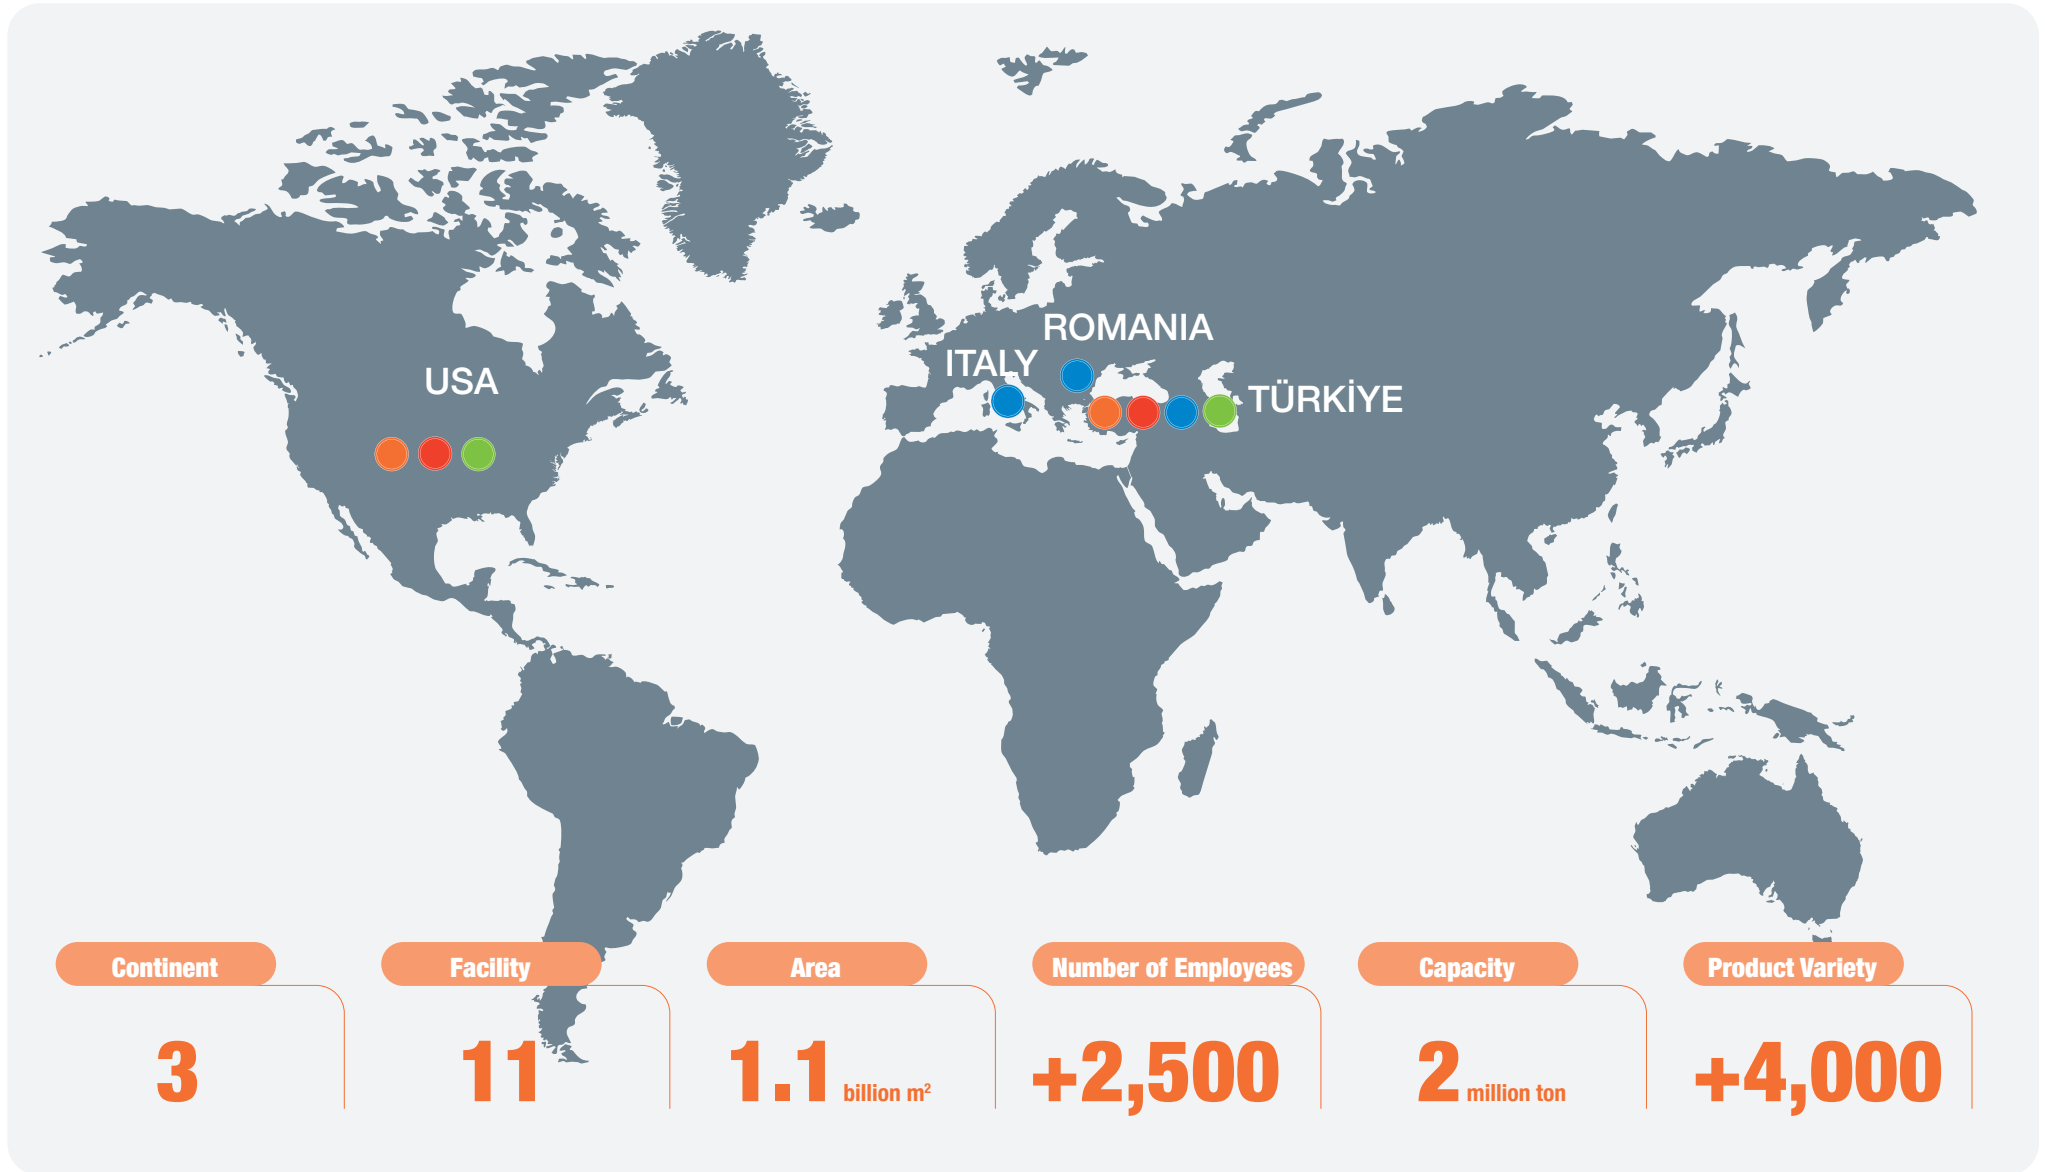 ROMANIA
ITALY
USA
TÜRKİYE
Continent
3
Facility
11
Area
1.1 billion m²
Number of Employees
+2,500
Capacity
2 million ton
Product Variety
+4,000